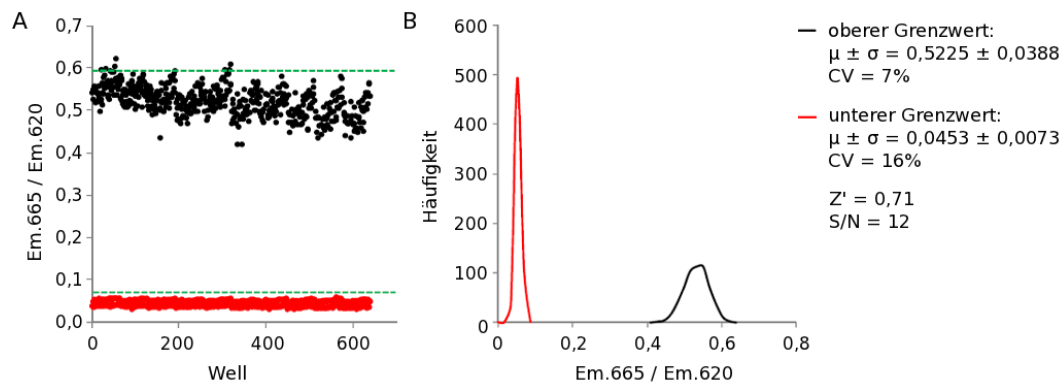 A
0,7
0,6
0,5
0,4
0,3
0,2
0,1
0,0
Em.665 / Em.620
0
200
400
600
Well
B
600
500
400
300
200
100
0
Häufigkeit
0
0,2
0,4
0,6
0,8
Em.665 / Em.620
oberer Grenzwert:
μ ± σ = 0,5225 ± 0,0388
CV = 7%
unterer Grenzwert:
μ ± σ = 0,0453 ± 0,0073
CV = 16%
Z' = 0,71
S/N = 12